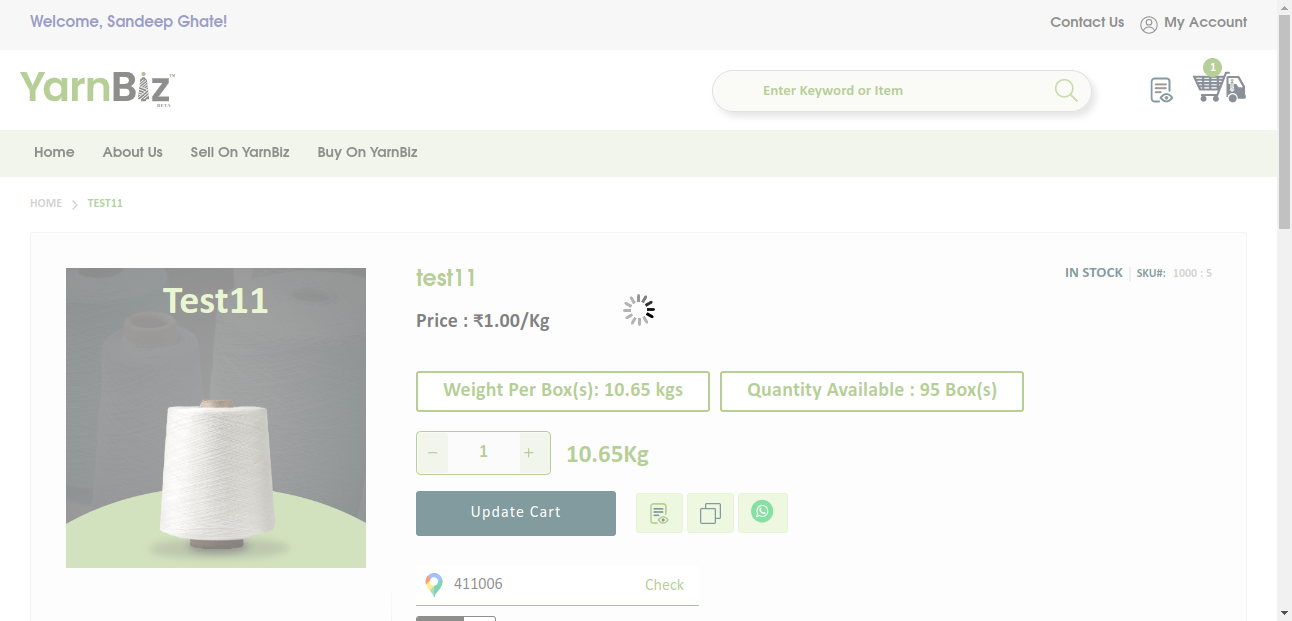 Welcome, Sandeep Ghate!
Contact Us
My Account
YarnBiz
TM
BETA
Enter Keyword or Item
1
Home
About Us
Sell On YarnBiz
Buy On YarnBiz
HOME
TEST11
Test11
test11
IN STOCK
SKU#: 1000 : 5
Price : ₹1.00/Kg
Weight Per Box(s): 10.65 kgs
Quantity Available : 95 Box(s)
− 1 +
10.65Kg
Update Cart
411006
Check